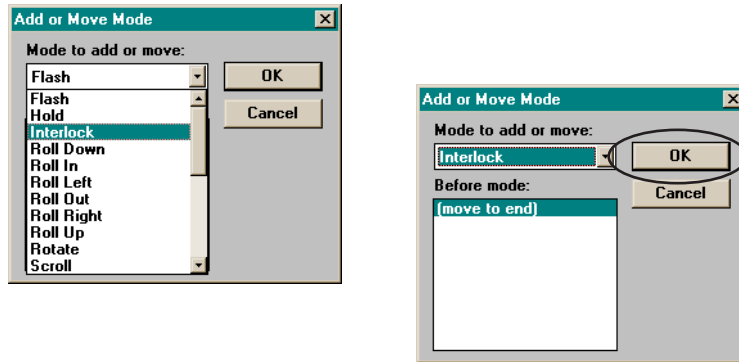 Add or Move Mode
Mode to add or move:
Flash
OK
Cancel
Flash
Hold
Interlock
Roll Down
Roll In
Roll Left
Roll Out
Roll Right
Roll Up
Rotate
Scroll
Add or Move Mode
Mode to add or move:
Interlock
OK
Cancel
Before mode:
(move to end)